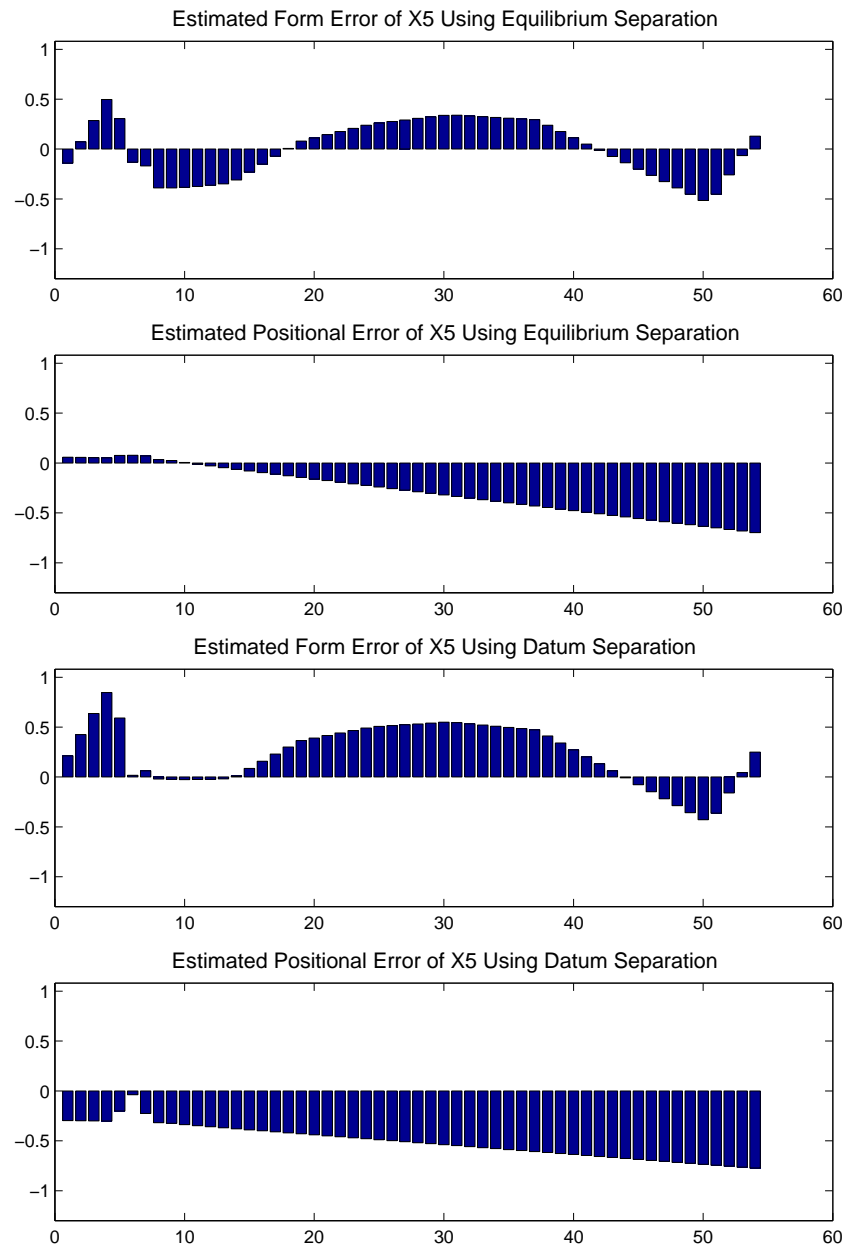 Estimated Form Error of X5 Using Equilibrium Separation
1
0.5
0
−0.5
−1
0 10 20 30 40 50 60
Estimated Positional Error of X5 Using Equilibrium Separation
1
0.5
0
−0.5
−1
0 10 20 30 40 50 60
Estimated Form Error of X5 Using Datum Separation
1
0.5
0
−0.5
−1
0 10 20 30 40 50 60
Estimated Positional Error of X5 Using Datum Separation
1
0.5
0
−0.5
−1
0 10 20 30 40 50 60